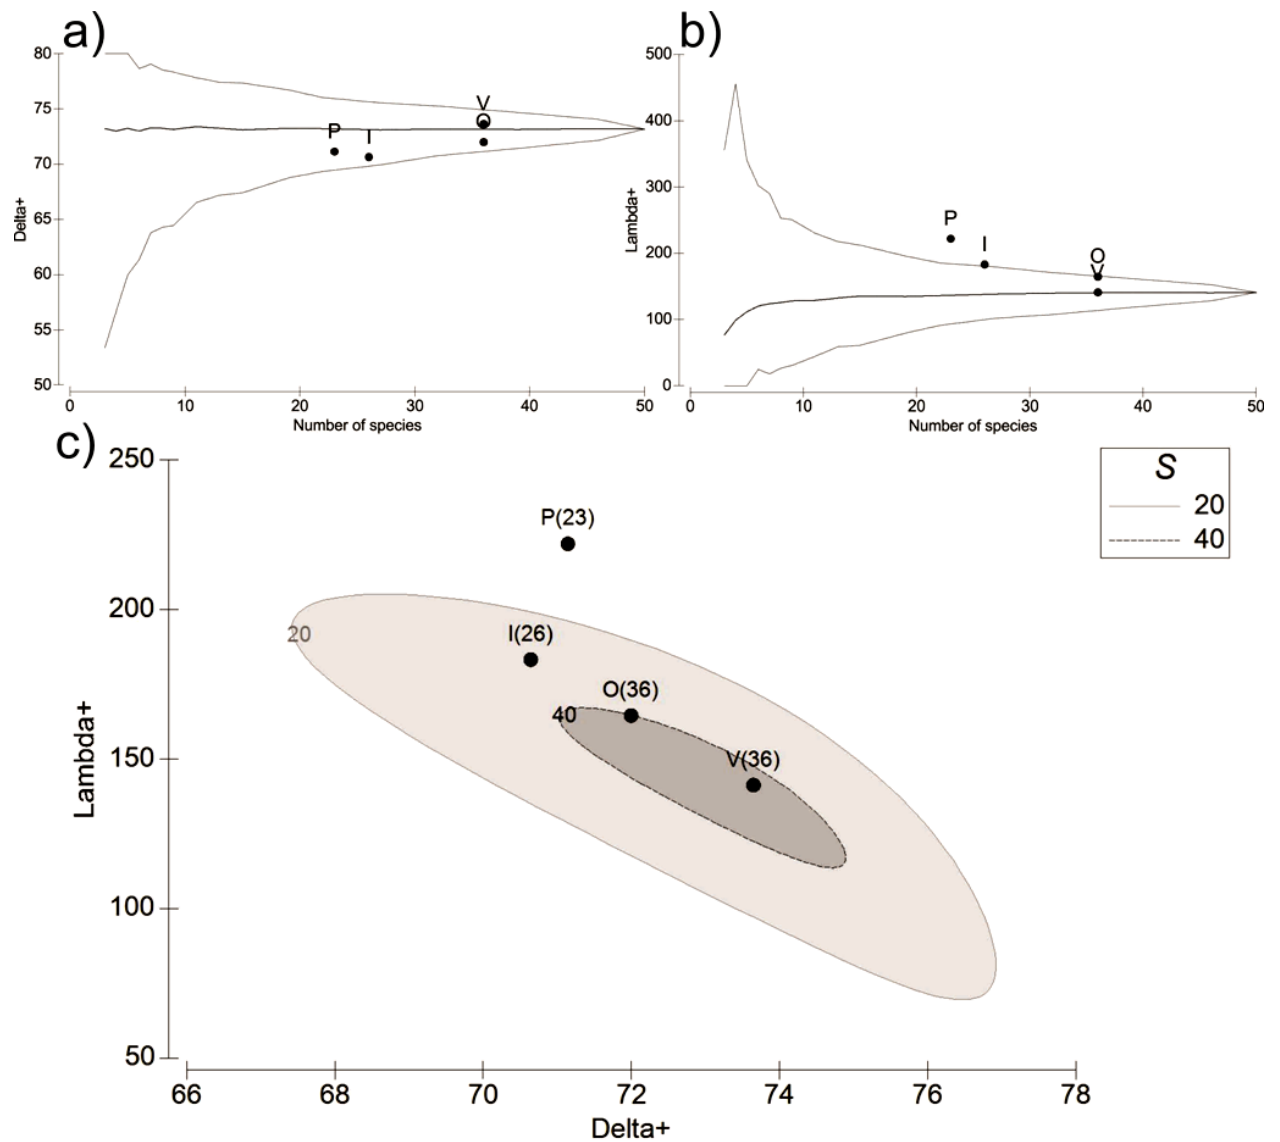 a)
80
75
70
65
60
55
50
Delta+
V
O
P
I
0
10
20
30
40
50
Number of species
b)
500
400
300
200
100
0
Lambda+
P
I
O
V
0
10
20
30
40
50
Number of species
c)
250
200
150
100
50
Lambda+
P(23)
20
I(26)
O(36)
40
V(36)
66
68
70
72
74
76
78
Delta+
S
20
40